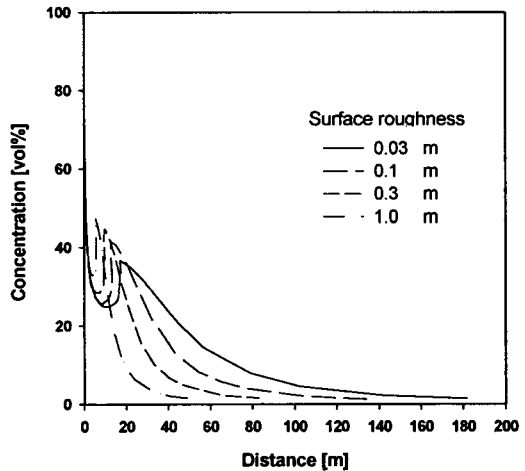 100
80
60
40
20
0
Concentration [vol%]
Surface roughness
0.03 m
0.1 m
0.3 m
1.0 m
0 20 40 60 80 100 120 140 160 180 200
Distance [m]